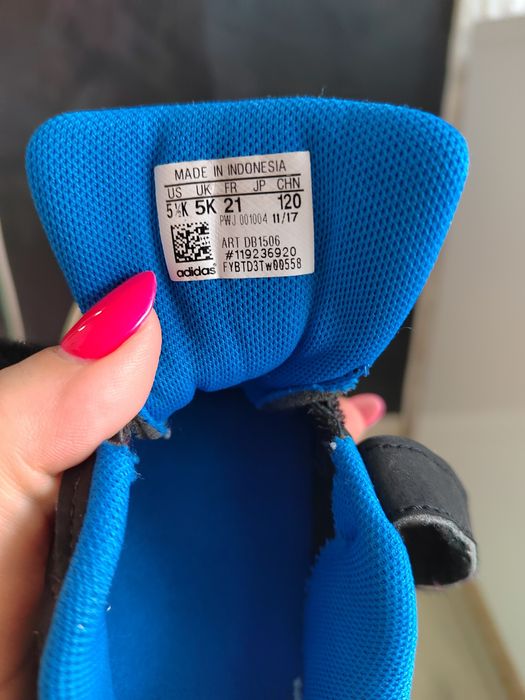 MADE IN INDONESIA
US UK FR JP CHN
5½K 5K 21 120
PWJ 001004 11/17
ART DB1506
#119236920
adidas FYBTD3Tw00558